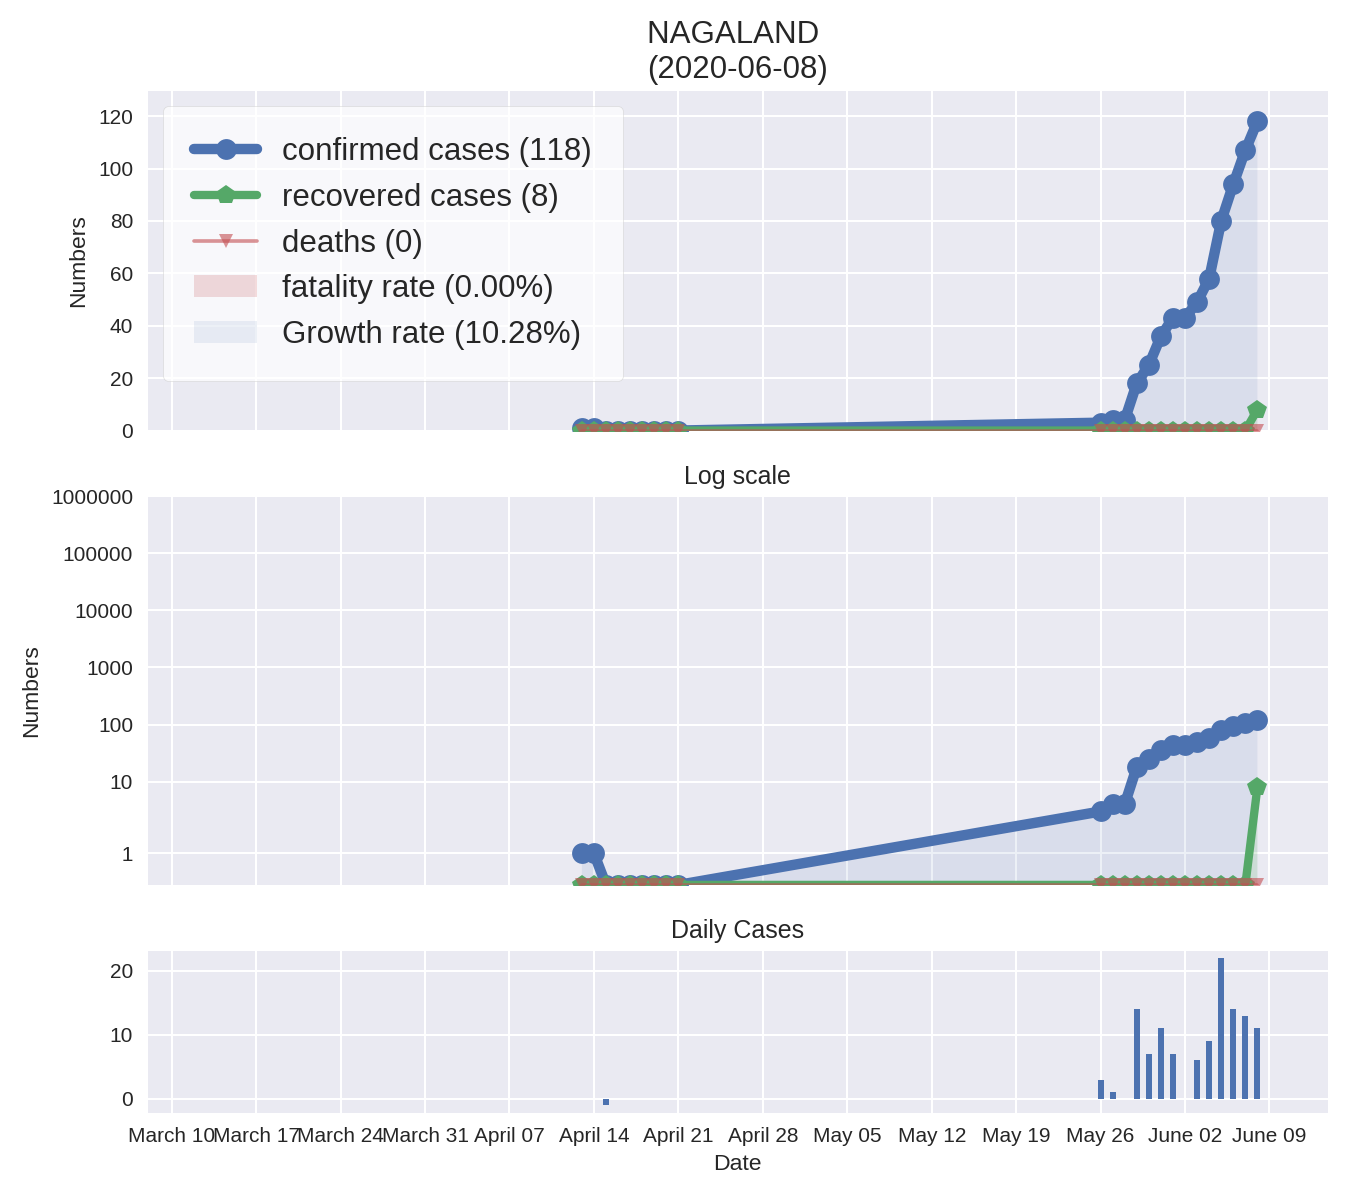 NAGALAND
(2020-06-08)
120
100
80
60
40
20
0
Numbers
confirmed cases (118)
recovered cases (8)
deaths (0)
fatality rate (0.00%)
Growth rate (10.28%)
Log scale
1000000
100000
10000
1000
100
10
1
Numbers
Daily Cases
20
10
0
March 10 March 17 March 24 March 31 April 07 April 14 April 21 April 28 May 05 May 12 May 19 May 26 June 02 June 09
Date